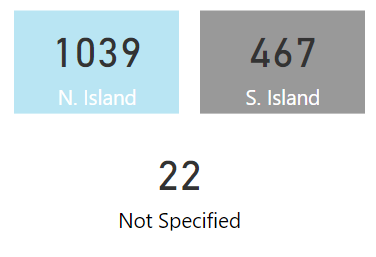 1039
N. Island
467
S. Island
22
Not Specified